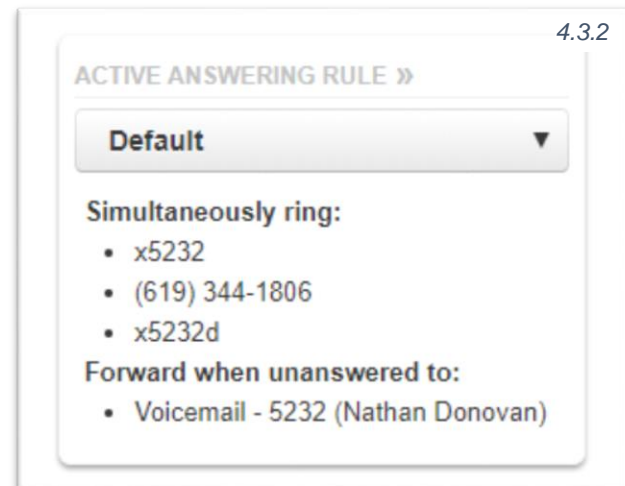 4.3.2
ACTIVE ANSWERING RULE »
Default ▼
Simultaneously ring:
• x5232
• (619) 344-1806
• x5232d
Forward when unanswered to:
• Voicemail - 5232 (Nathan Donovan)